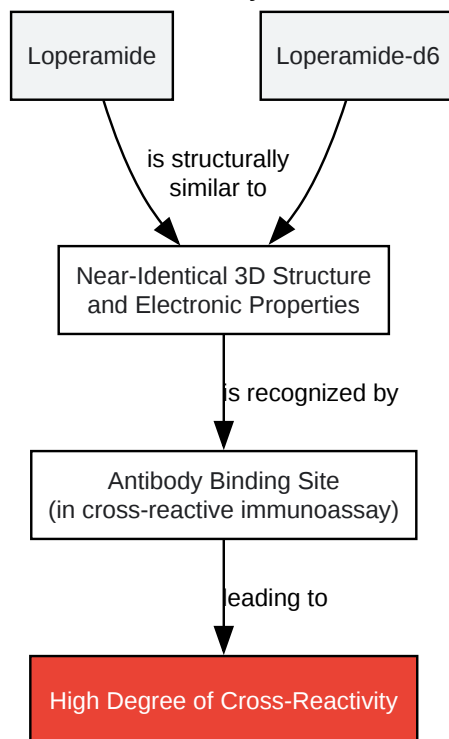 Loperamide
Loperamide-d6
is structurally
similar to
Near-Identical 3D Structure
and Electronic Properties
is recognized by
Antibody Binding Site
(in cross-reactive immunoassay)
leading to
High Degree of Cross-Reactivity